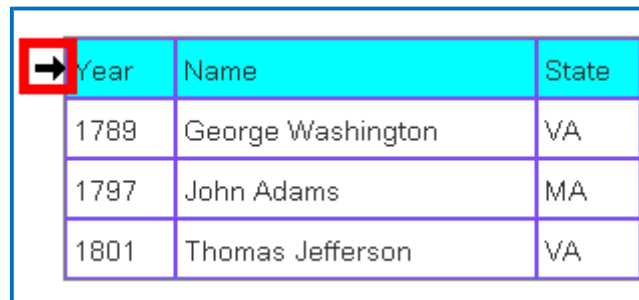 Year Name State
1789 George Washington VA
1797 John Adams MA
1801 Thomas Jefferson VA